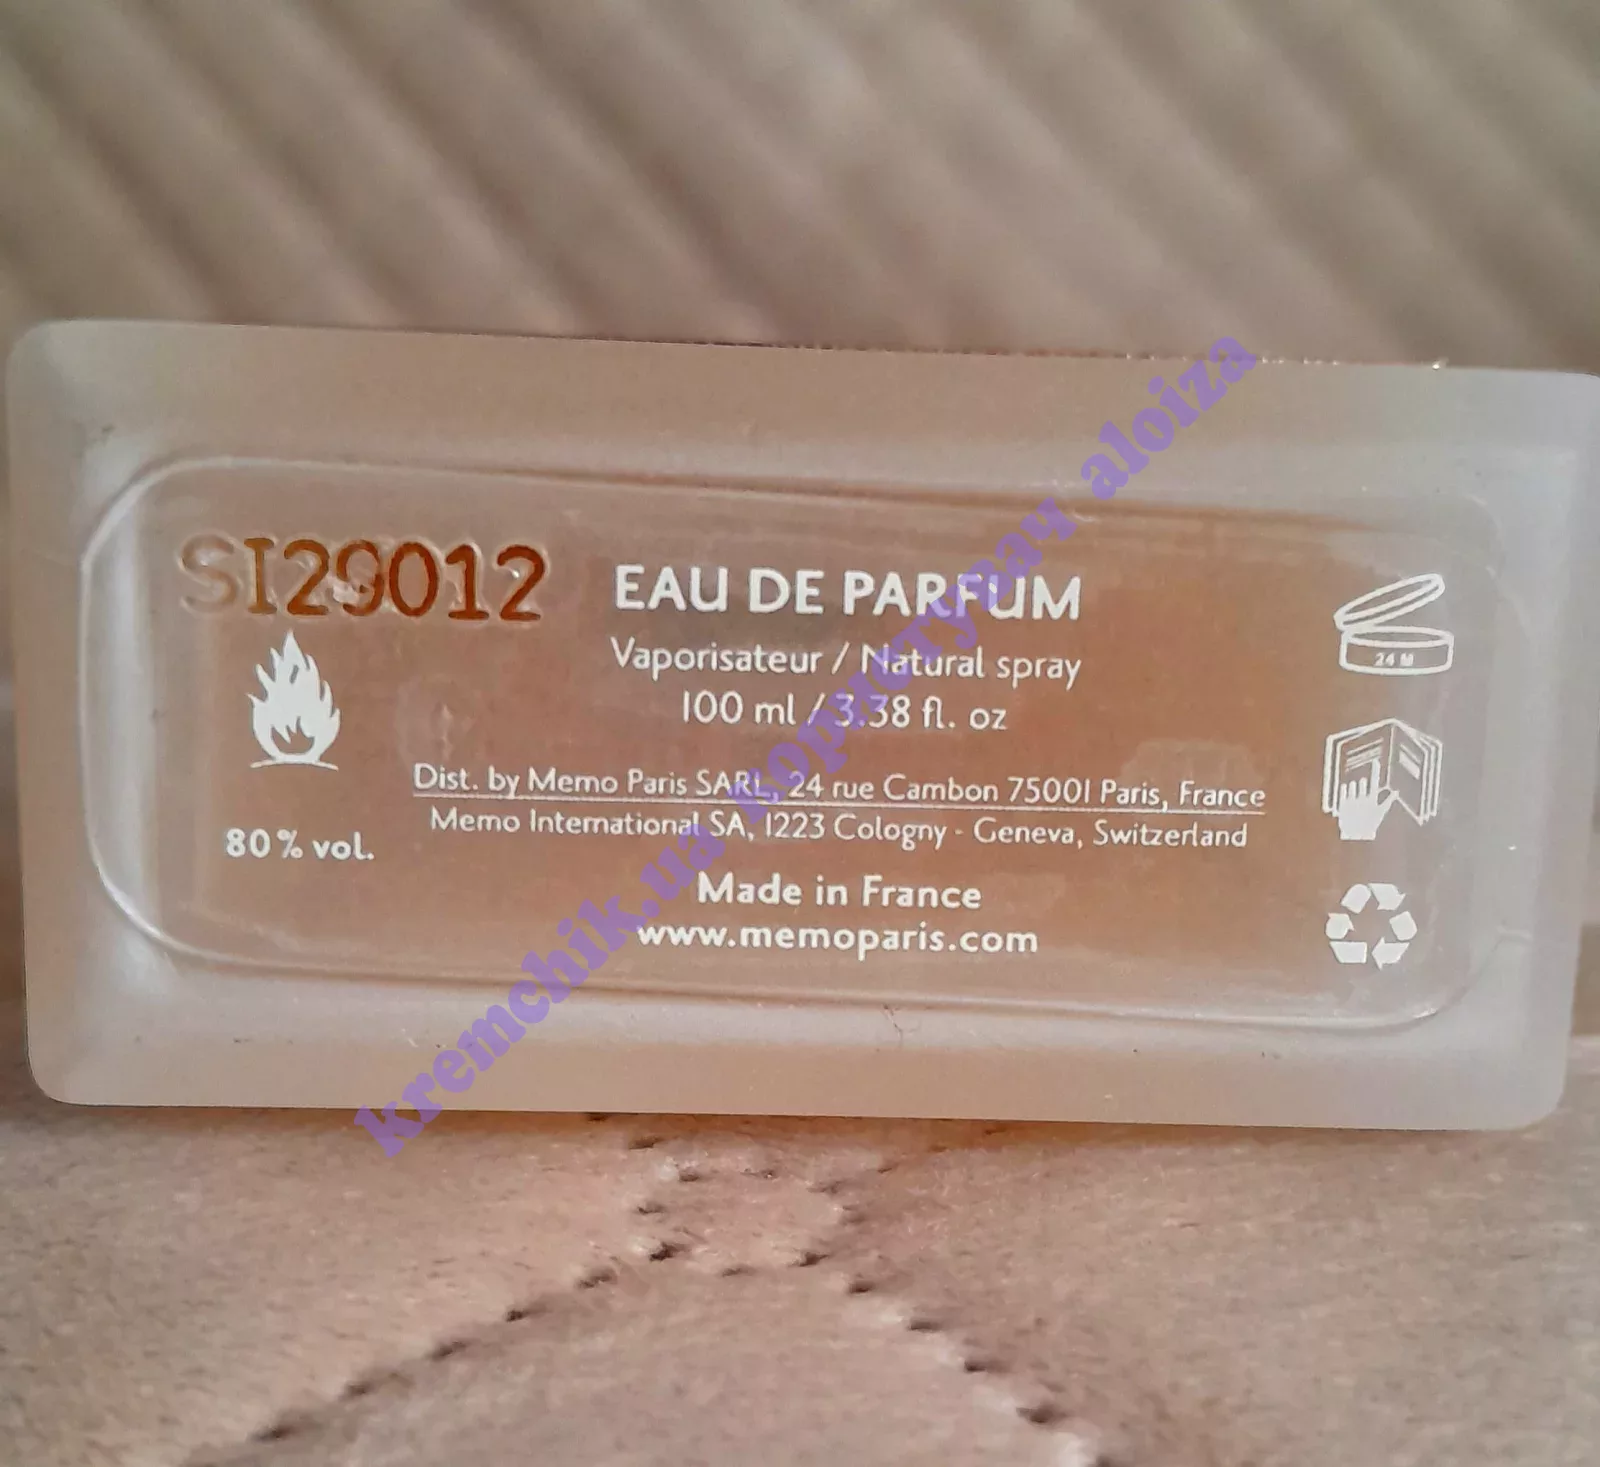 SI29012
EAU DE PARFUM
Vaporisateur / Natural spray
100 ml / 3.38 fl. oz
Dist. by Memo Paris SARL, 24 rue Cambon 75001 Paris, France
Memo International SA, 1223 Cologny - Geneva, Switzerland
Made in France
www.memoparis.com
80% vol.
24 M
kremchik.ua користувач aloiza